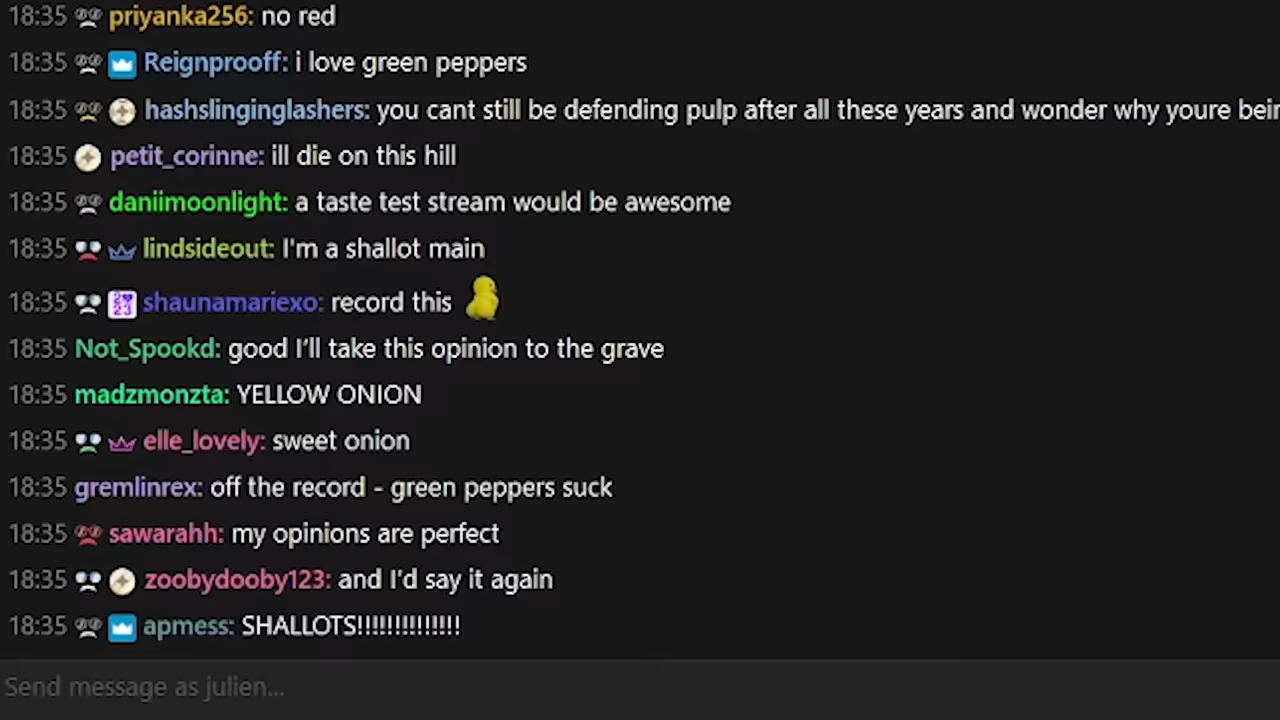 18:35 priyanka256: no red
18:35 Reignprooff: i love green peppers
18:35 hashslinginglashers: you cant still be defending pulp after all these years and wonder why youre
18:35 petit_corinne: ill die on this hill
18:35 daniimoonlight: a taste test stream would be awesome
18:35 lindsideout: I'm a shallot main
18:35 shaunamariexo: record this
18:35 Not_Spookd: good I’ll take this opinion to the grave
18:35 madzmonzta: YELLOW ONION
18:35 elle_lovely: sweet onion
18:35 gremlinrex: off the record - green peppers suck
18:35 sawarahh: my opinions are perfect
18:35 zoobydooby123: and I’d say it again
18:35 apmess: SHALLOTS!!!!!!!!!!!!!!
Send message as julien...